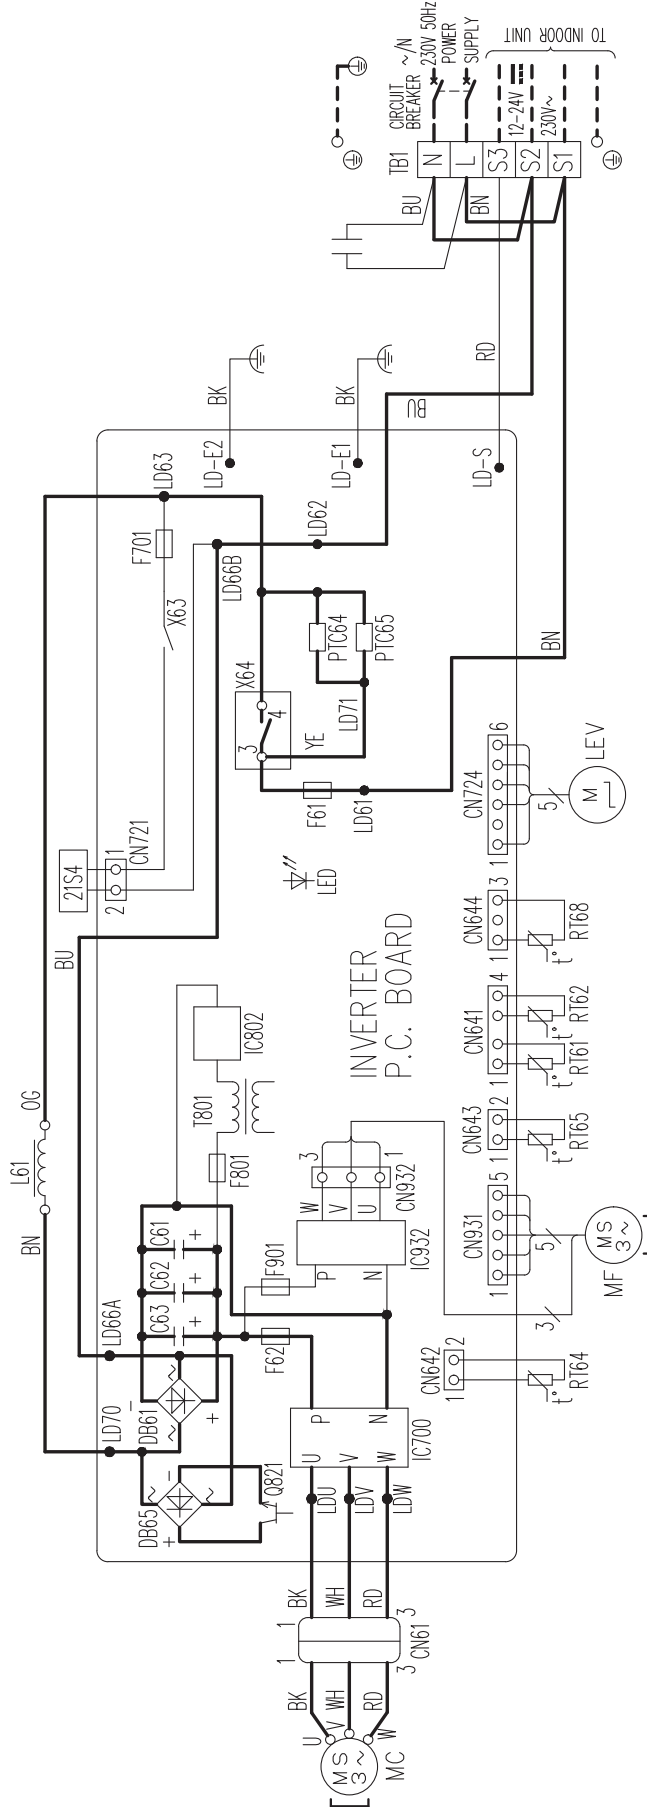 TO INDOOR UNIT
~/N
230V 50Hz
POWER
SUPPLY
CIRCUIT
BREAKER
12-24V
230V~
TB1
N
L
S3
S2
S1
BU
BN
RD
BK
BK
BU
BN
LD-E2
LD-E1
LD-S
LD63
F701
X63
LD62
LD66B
PTC64
PTC65
X64
3
4
YE
LD71
F61
LD61
21S4
1
2
CN721
LED
BU
OG
L61
BN
INVERTER
P.C. BOARD
IC802
T801
F801
C61
+
C62
+
C63
+
LD66A
LD70
DB61
~
-
~
+
DB65
~
-
~
+
Q821
F901
F62
P
N
IC932
W
V
U
3
1
CN932
P
N
U
V
W
IC700
LDU
LDV
LDW
BK
WH
RD
1
1
3
3
CN61
BK
WH
RD
U
V
W
MS
3~
MC
CN724
1
6
5
M
LEV
CN644
1
3
t°
RT68
CN641
1
4
t°
RT62
t°
RT61
CN643
1
2
t°
RT65
CN931
1
5
5
3
MS
3~
MF
CN642
1
2
t°
RT64